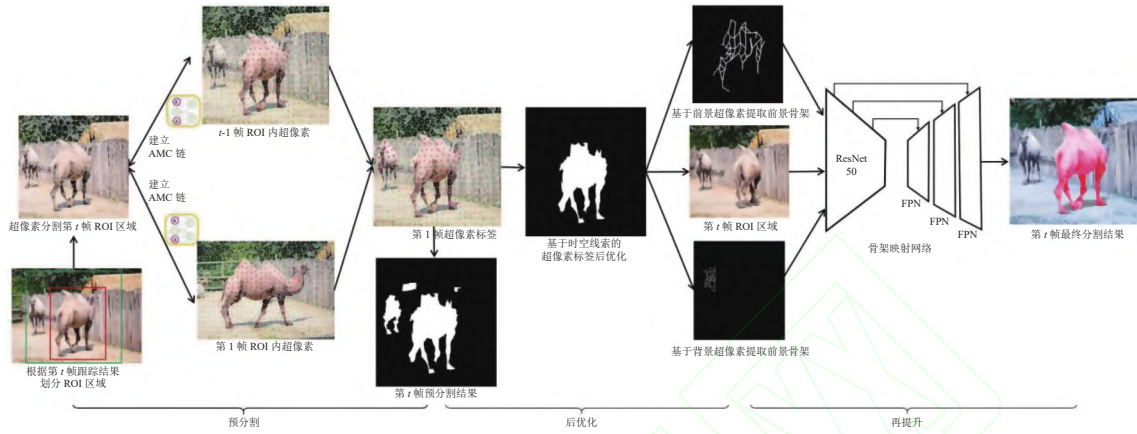 建立
AMC 链
建立
AMC 链
超像素分割第 t 帧 ROI 区域
根据第 t 帧跟踪结果
划分 ROI 区域
t-1 帧 ROI 内超像素
第 1 帧 ROI 内超像素
第 1 帧超像素标签
第 t 帧预分割结果
基于时空线索的
超像素标签后优化
基于前景超像素提取前景骨架
第 t 帧 ROI 区域
基于背景超像素提取前景骨架
ResNet
50
FPN
FPN
FPN
骨架映射网络
第 t 帧最终分割结果
预分割
后优化
再提升